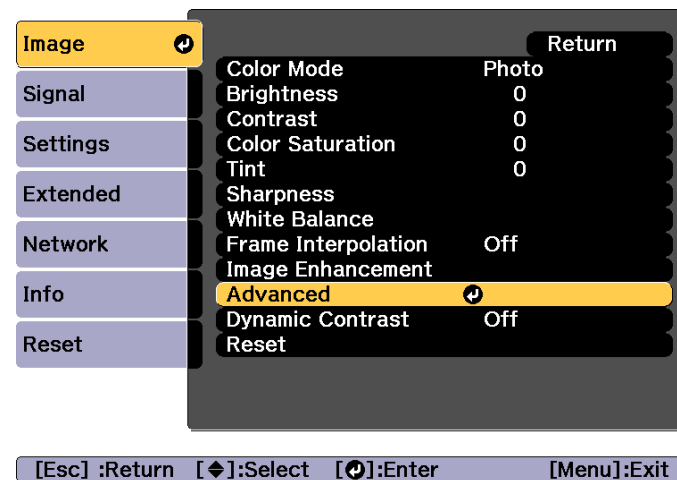 Image
Signal
Settings
Extended
Network
Info
Reset
Return
Color Mode Photo
Brightness 0
Contrast 0
Color Saturation 0
Tint 0
Sharpness
White Balance
Frame Interpolation Off
Image Enhancement
Advanced
Dynamic Contrast Off
Reset
[Esc] :Return [◆]:Select [↵]:Enter [Menu]:Exit